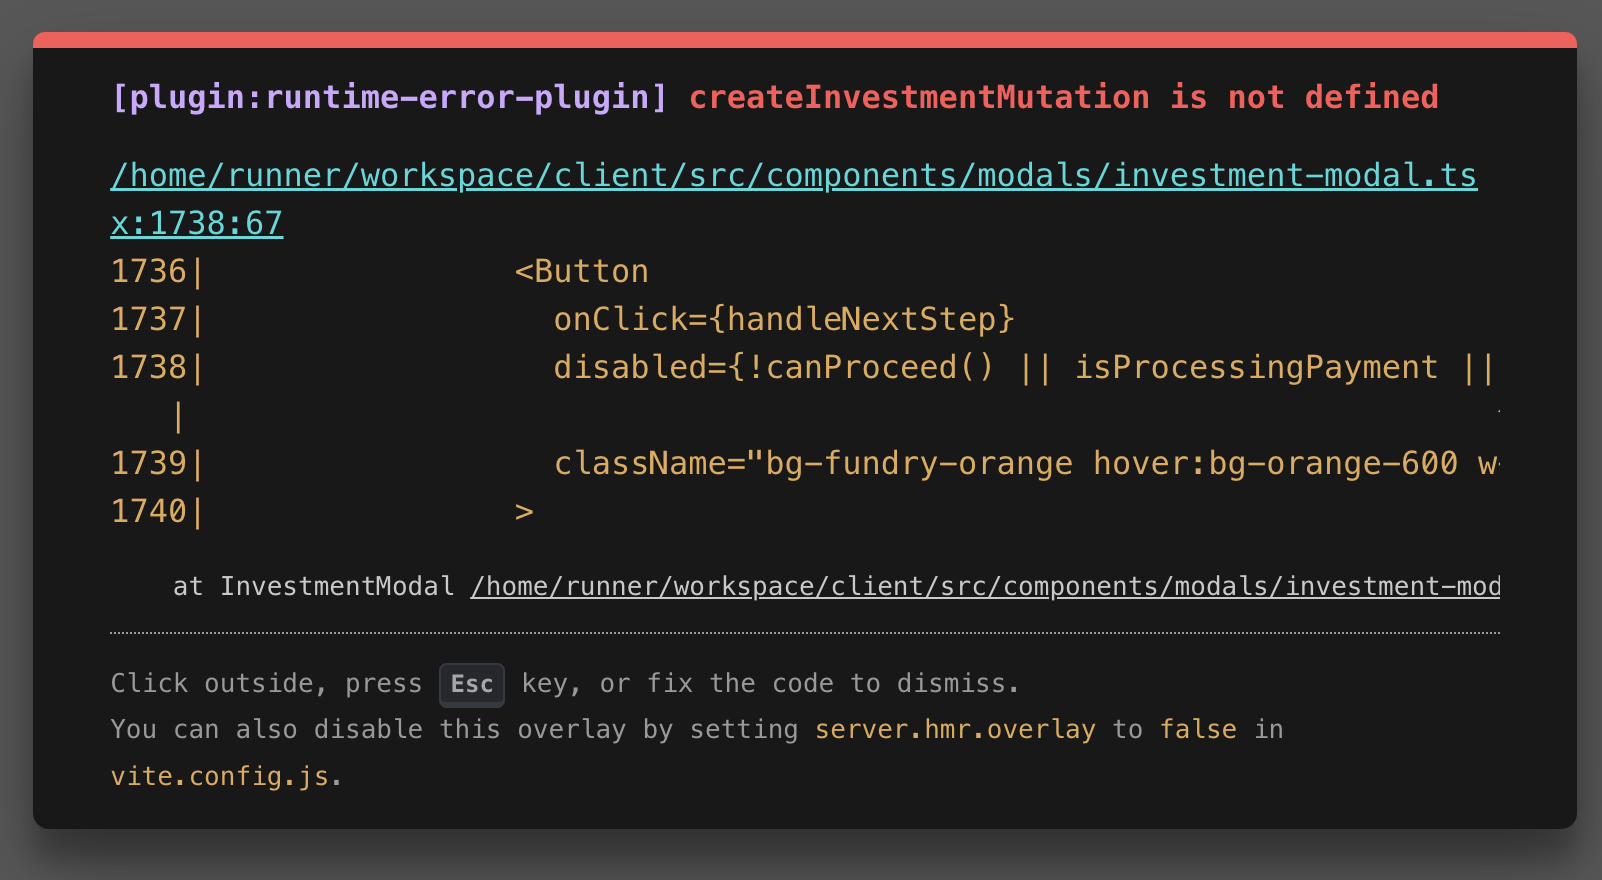 [plugin:runtime-error-plugin] createInvestmentMutation is not defined
/home/runner/workspace/client/src/components/modals/investment-modal.ts
x:1738:67
1736|                <Button
1737|                  onClick={handleNextStep}
1738|                  disabled={!canProceed() || isProcessingPayment ||
    |
1739|                  className="bg-fundry-orange hover:bg-orange-600
1740|                >
    at InvestmentModal /home/runner/workspace/client/src/components/modals/investment-mod
Click outside, press Esc key, or fix the code to dismiss.
You can also disable this overlay by setting server.hmr.overlay to false in
vite.config.js.